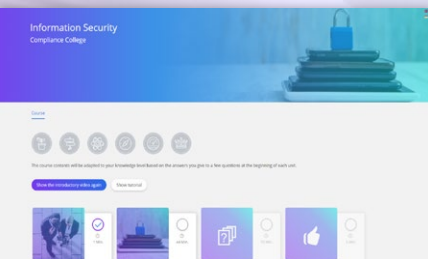 Information Security
Compliance College
Course
The course contents will be adapted to your knowledge level based on the answers you give to a few questions at the beginning of each unit.
Show the introductory video again
Show tutorial